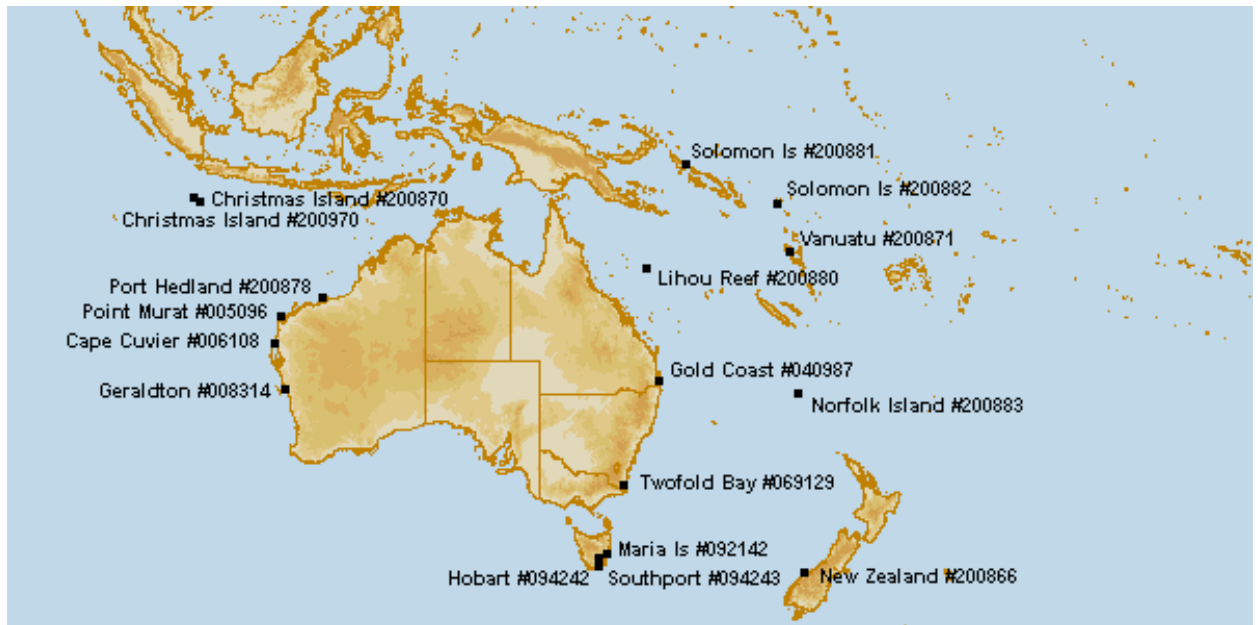 Solomon Is #200881
Solomon Is #200882
Christmas Island #200870
Christmas Island #200970
Vanuatu #200871
Lihou Reef #200880
Port Hedland #200878
Point Murat #005096
Cape Cuvier #006108
Gold Coast #040987
Geraldton #008314
Norfolk Island #200883
Twofold Bay #069129
Maria Is #092142
Hobart #094242
Southport #094243
New Zealand #200866